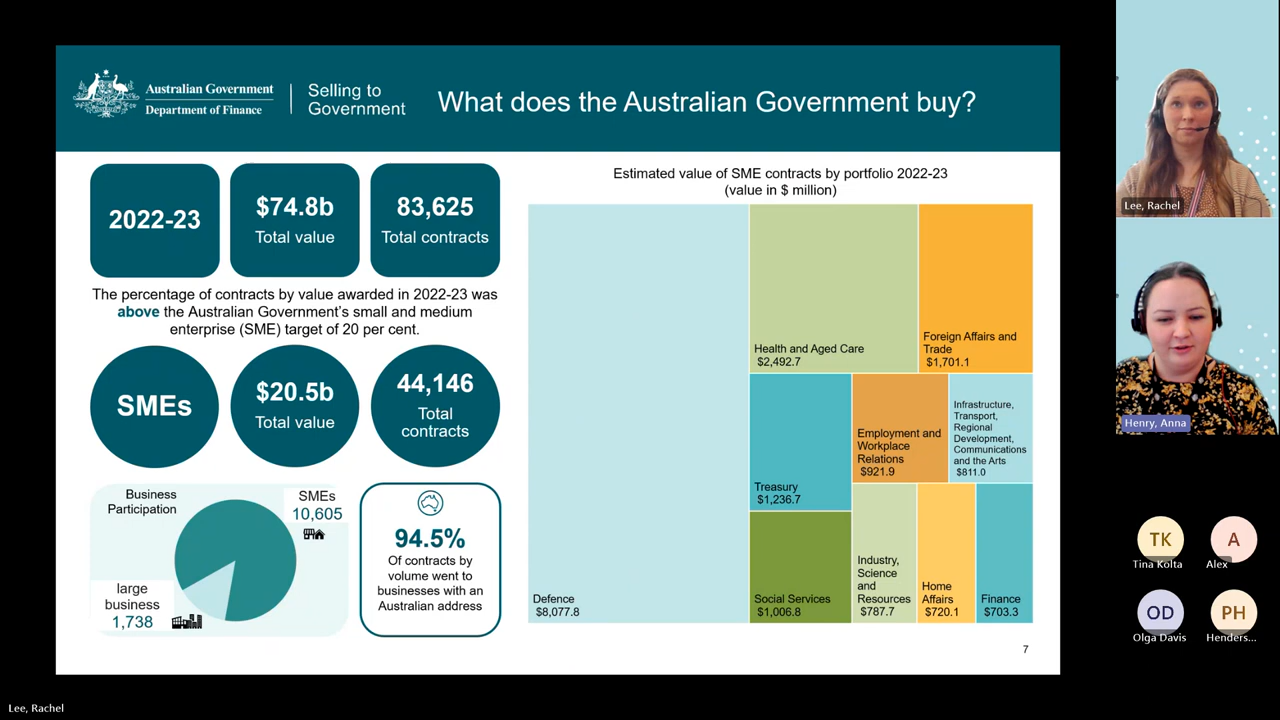 Australian Government
Department of Finance
Selling to
Government
What does the Australian Government buy?
2022-23
$74.8b
Total value
83,625
Total contracts
The percentage of contracts by value awarded in 2022-23 was
above the Australian Government's small and medium
enterprise (SME) target of 20 per cent.
SMEs
$20.5b
Total value
44,146
Total
contracts
Business
Participation
SMEs
10,605
large
business
1,738
94.5%
Of contracts by
volume went to
businesses with an
Australian address
Estimated value of SME contracts by portfolio 2022-23
(value in $ million)
Defence
$8,077.8
Health and Aged Care
$2,492.7
Foreign Affairs and
Trade
$1,701.1
Treasury
$1,236.7
Employment and
Workplace
Relations
$921.9
Infrastructure,
Transport,
Regional
Development,
Communications
and the Arts
$811.0
Social Services
$1,006.8
Industry,
Science
and
Resources
$787.7
Home
Affairs
$720.1
Finance
$703.3
7
Lee, Rachel
Henry, Anna
TK
Tina Kolta
A
Alex
OD
Olga Davis
PH
Henders...
Lee, Rachel